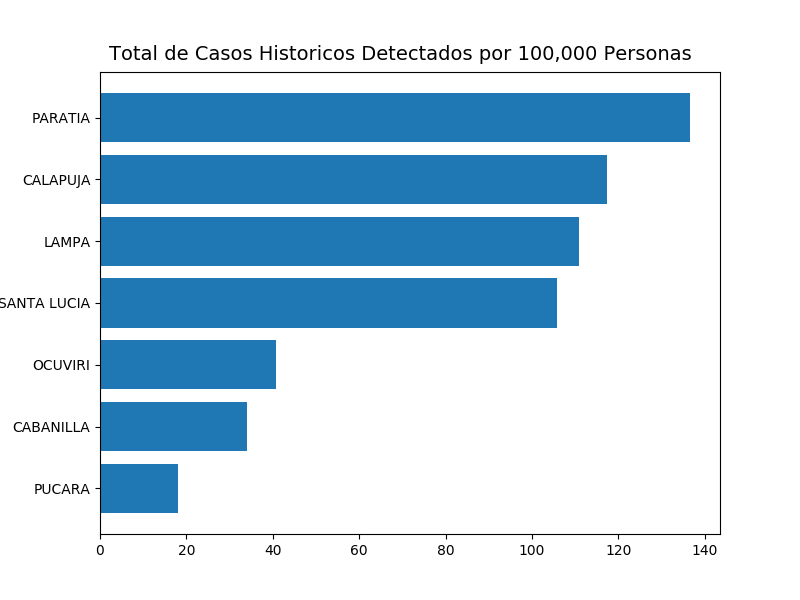 Total de Casos Historicos Detectados por 100,000 Personas
PARATIA
CALAPUJA
LAMPA
SANTA LUCIA
OCUVIRI
CABANILLA
PUCARA
0 20 40 60 80 100 120 140